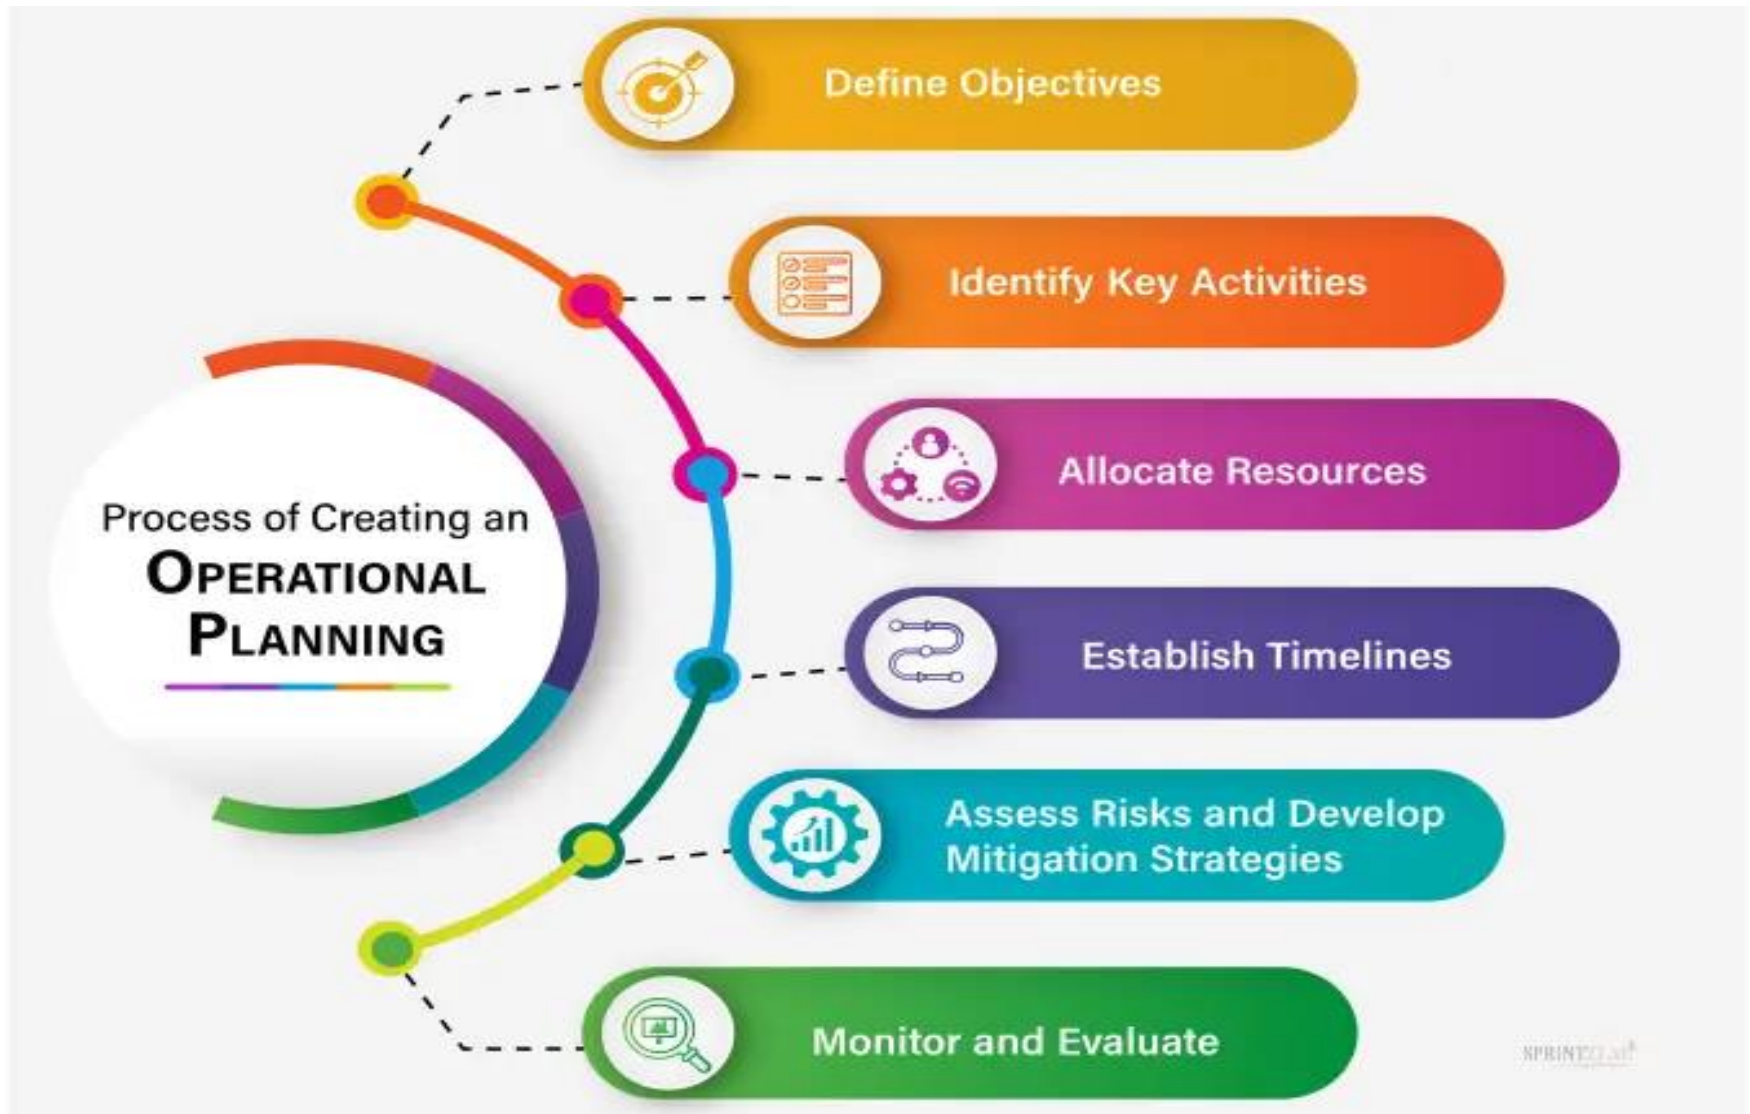 Define Objectives
Identify Key Activities
Allocate Resources
Process of Creating an
OPERATIONAL
PLANNING
Establish Timelines
Assess Risks and Develop
Mitigation Strategies
Monitor and Evaluate